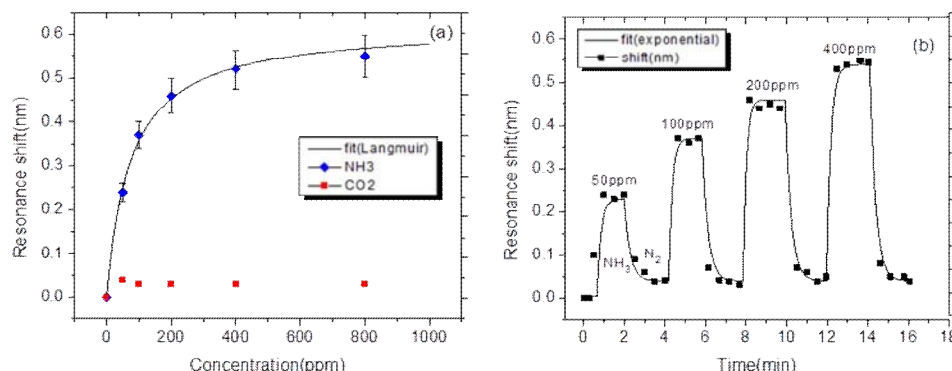 (a)
0.6
0.5
0.4
0.3
0.2
0.1
0.0
Resonance shift(nm)
fit(Langmuir)
NH3
CO2
0 200 400 600 800 1000
Concentration(ppm)
(b)
0.6
0.5
0.4
0.3
0.2
0.1
0.0
Resonance shift(nm)
fit(exponential)
shift(nm)
50ppm
100ppm
200ppm
400ppm
NH3
N2
0 2 4 6 8 10 12 14 16 18
Time(min)